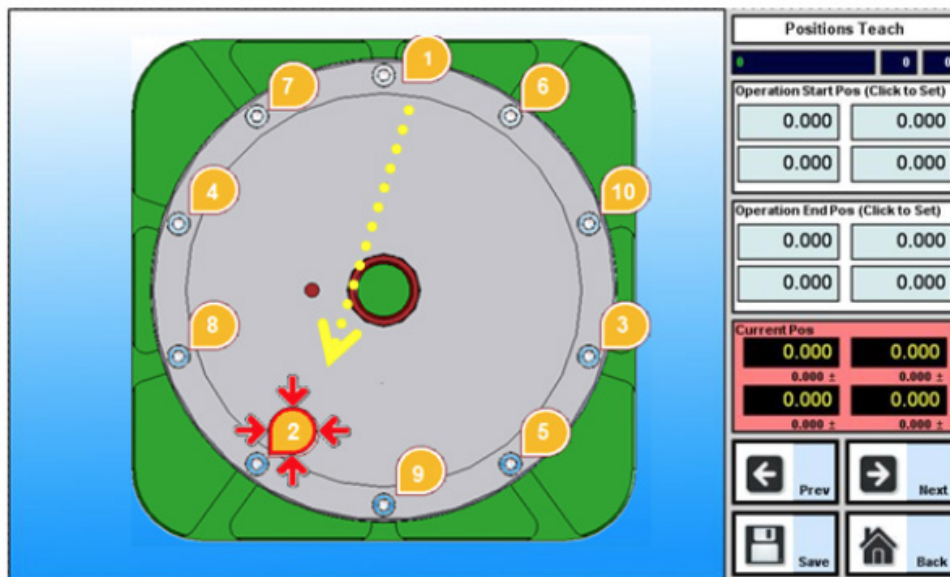 Positions Teach
0 0 0
Operation Start Pos (Click to Set)
0.000 0.000
0.000 0.000
Operation End Pos (Click to Set)
0.000 0.000
0.000 0.000
Current Pos
0.000 0.000
0.000 ± 0.000 ±
0.000 0.000
0.000 ± 0.000 ±
Prev Next
Save Back
1
7 6
4 10
8 3
2 5
9